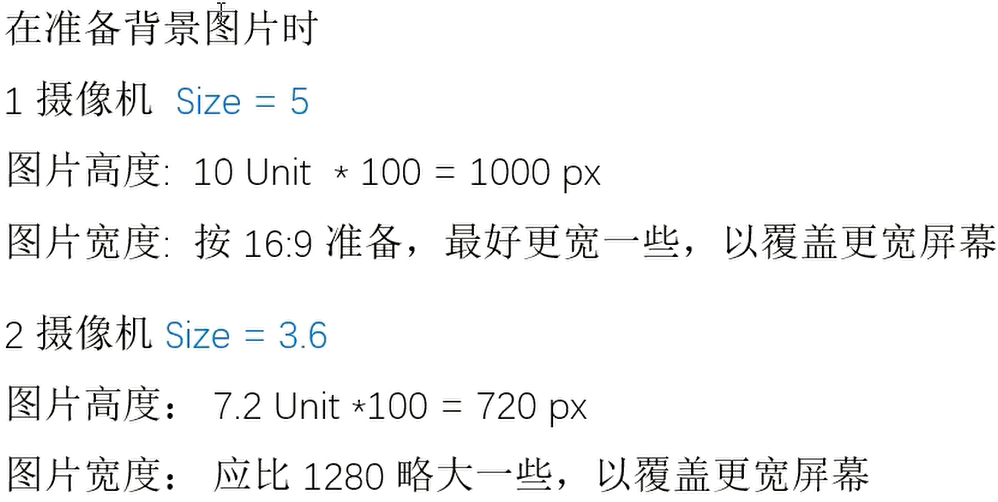 在准备背景图片时
1 摄像机 Size = 5
图片高度: 10 Unit * 100 = 1000 px
图片宽度: 按 16:9 准备，最好更宽一些，以覆盖更宽屏幕
2 摄像机 Size = 3.6
图片高度： 7.2 Unit *100 = 720 px
图片宽度： 应比 1280 略大一些，以覆盖更宽屏幕